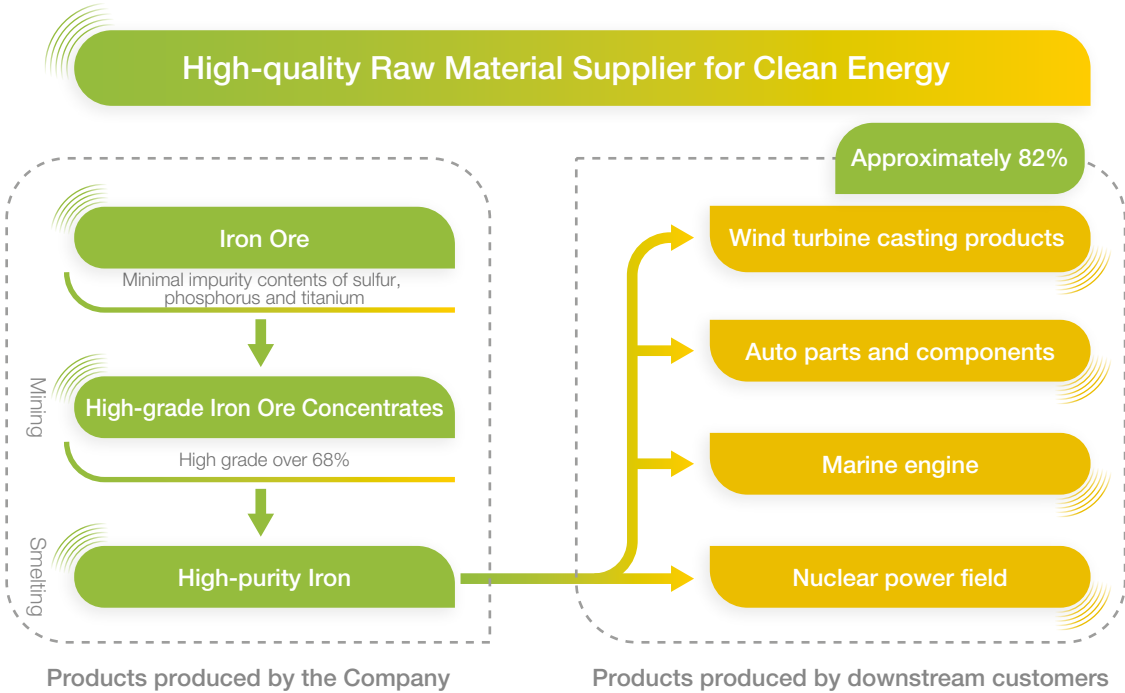 High-quality Raw Material Supplier for Clean Energy
Iron Ore
Minimal impurity contents of sulfur,
phosphorus and titanium
Mining
High-grade Iron Ore Concentrates
High grade over 68%
Smelting
High-purity Iron
Products produced by the Company
Approximately 82%
Wind turbine casting products
Auto parts and components
Marine engine
Nuclear power field
Products produced by downstream customers